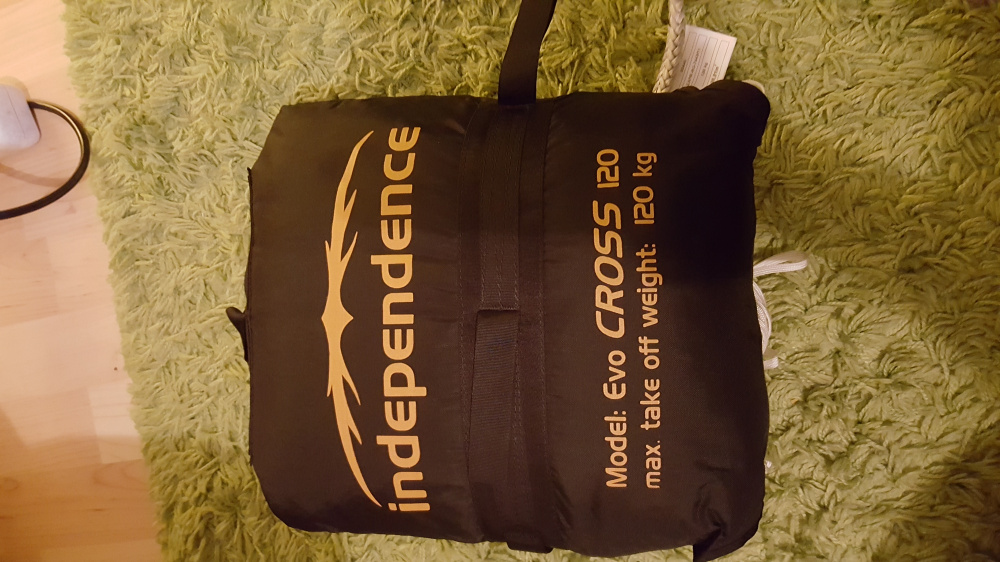 independence
Model: Evo CROSS 120
max. take off weight: 120 kg